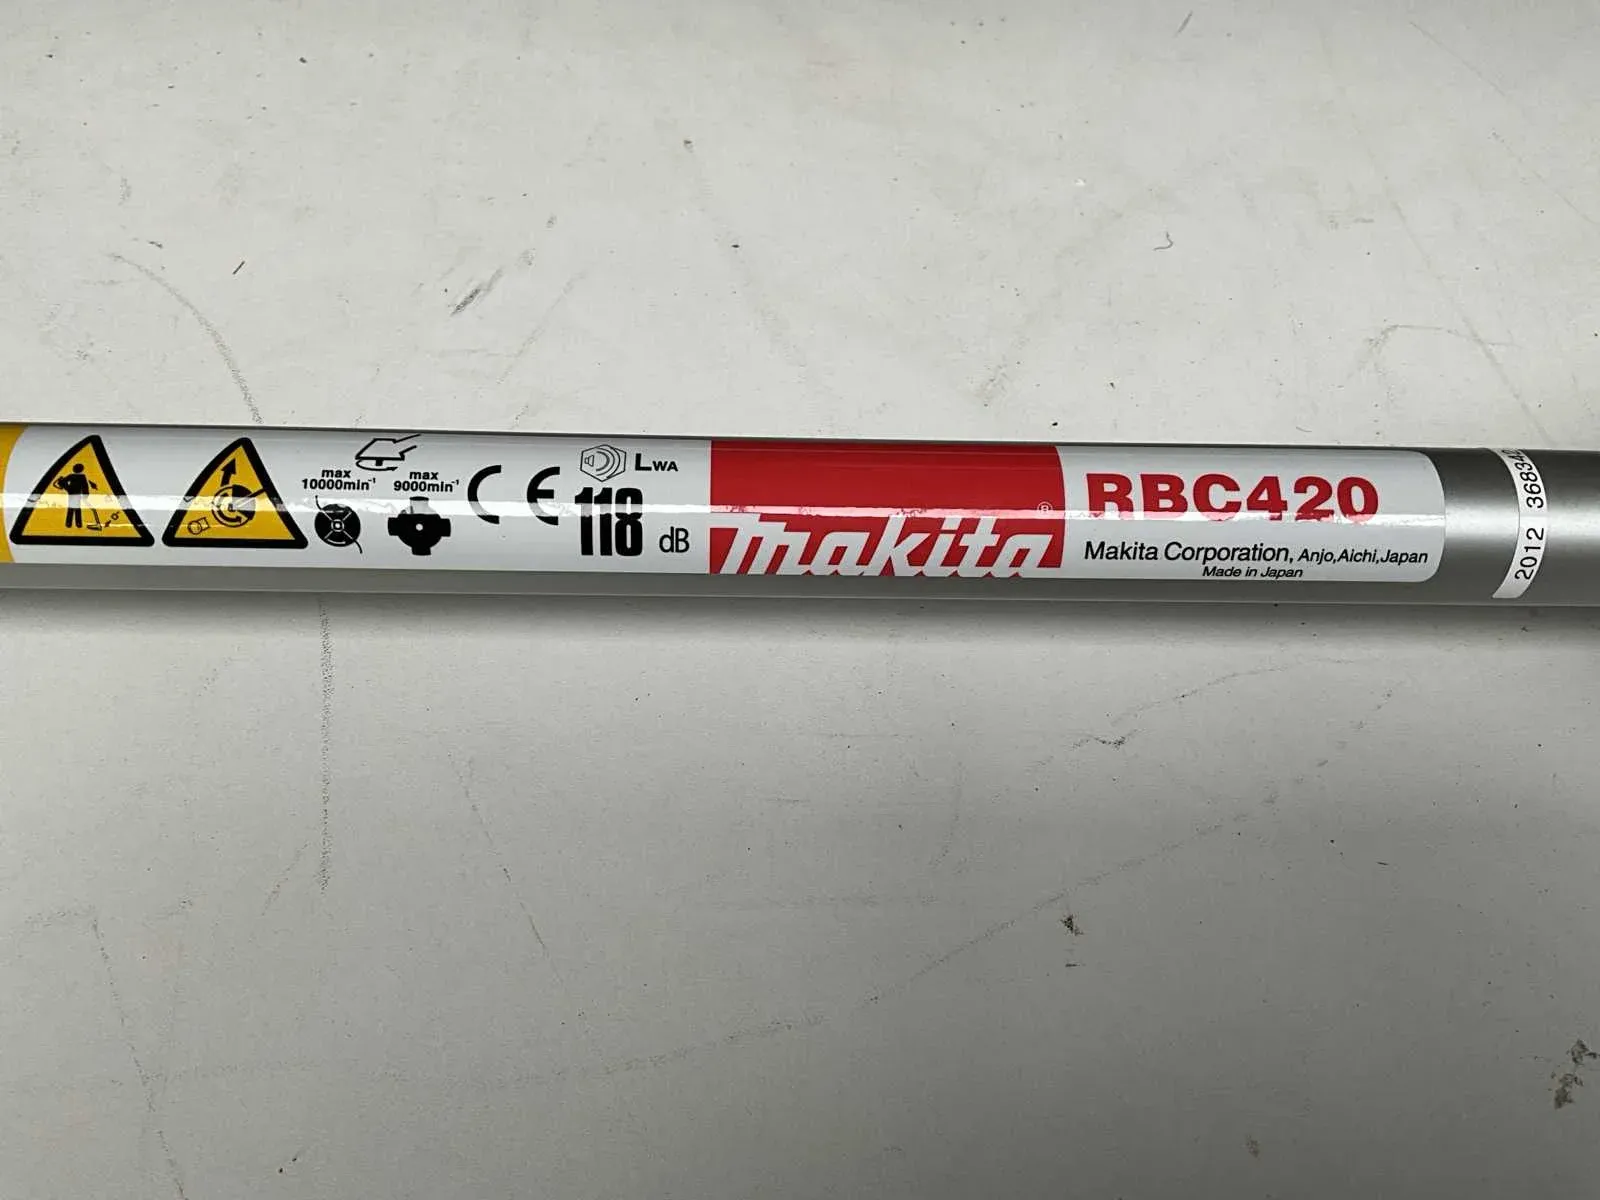 max
10000min⁻¹
max
9000min⁻¹
CE
LWA
118 dB
makita®
RBC420
Makita Corporation, Anjo,Aichi,Japan
Made in Japan
2012 368342